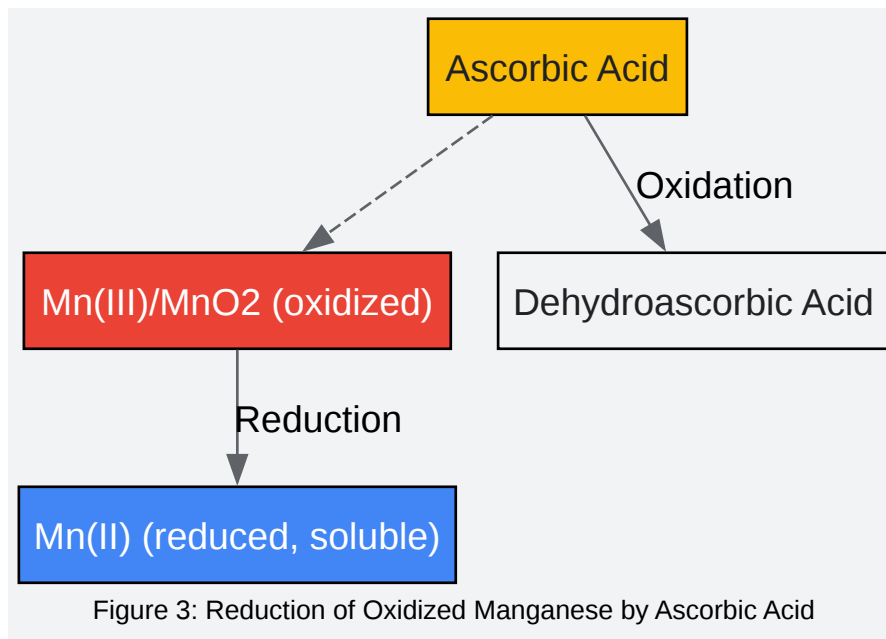 Ascorbic Acid
Oxidation
Mn(III)/MnO2 (oxidized)
Dehydroascorbic Acid
Reduction
Mn(II) (reduced, soluble)
Figure 3: Reduction of Oxidized Manganese by Ascorbic Acid